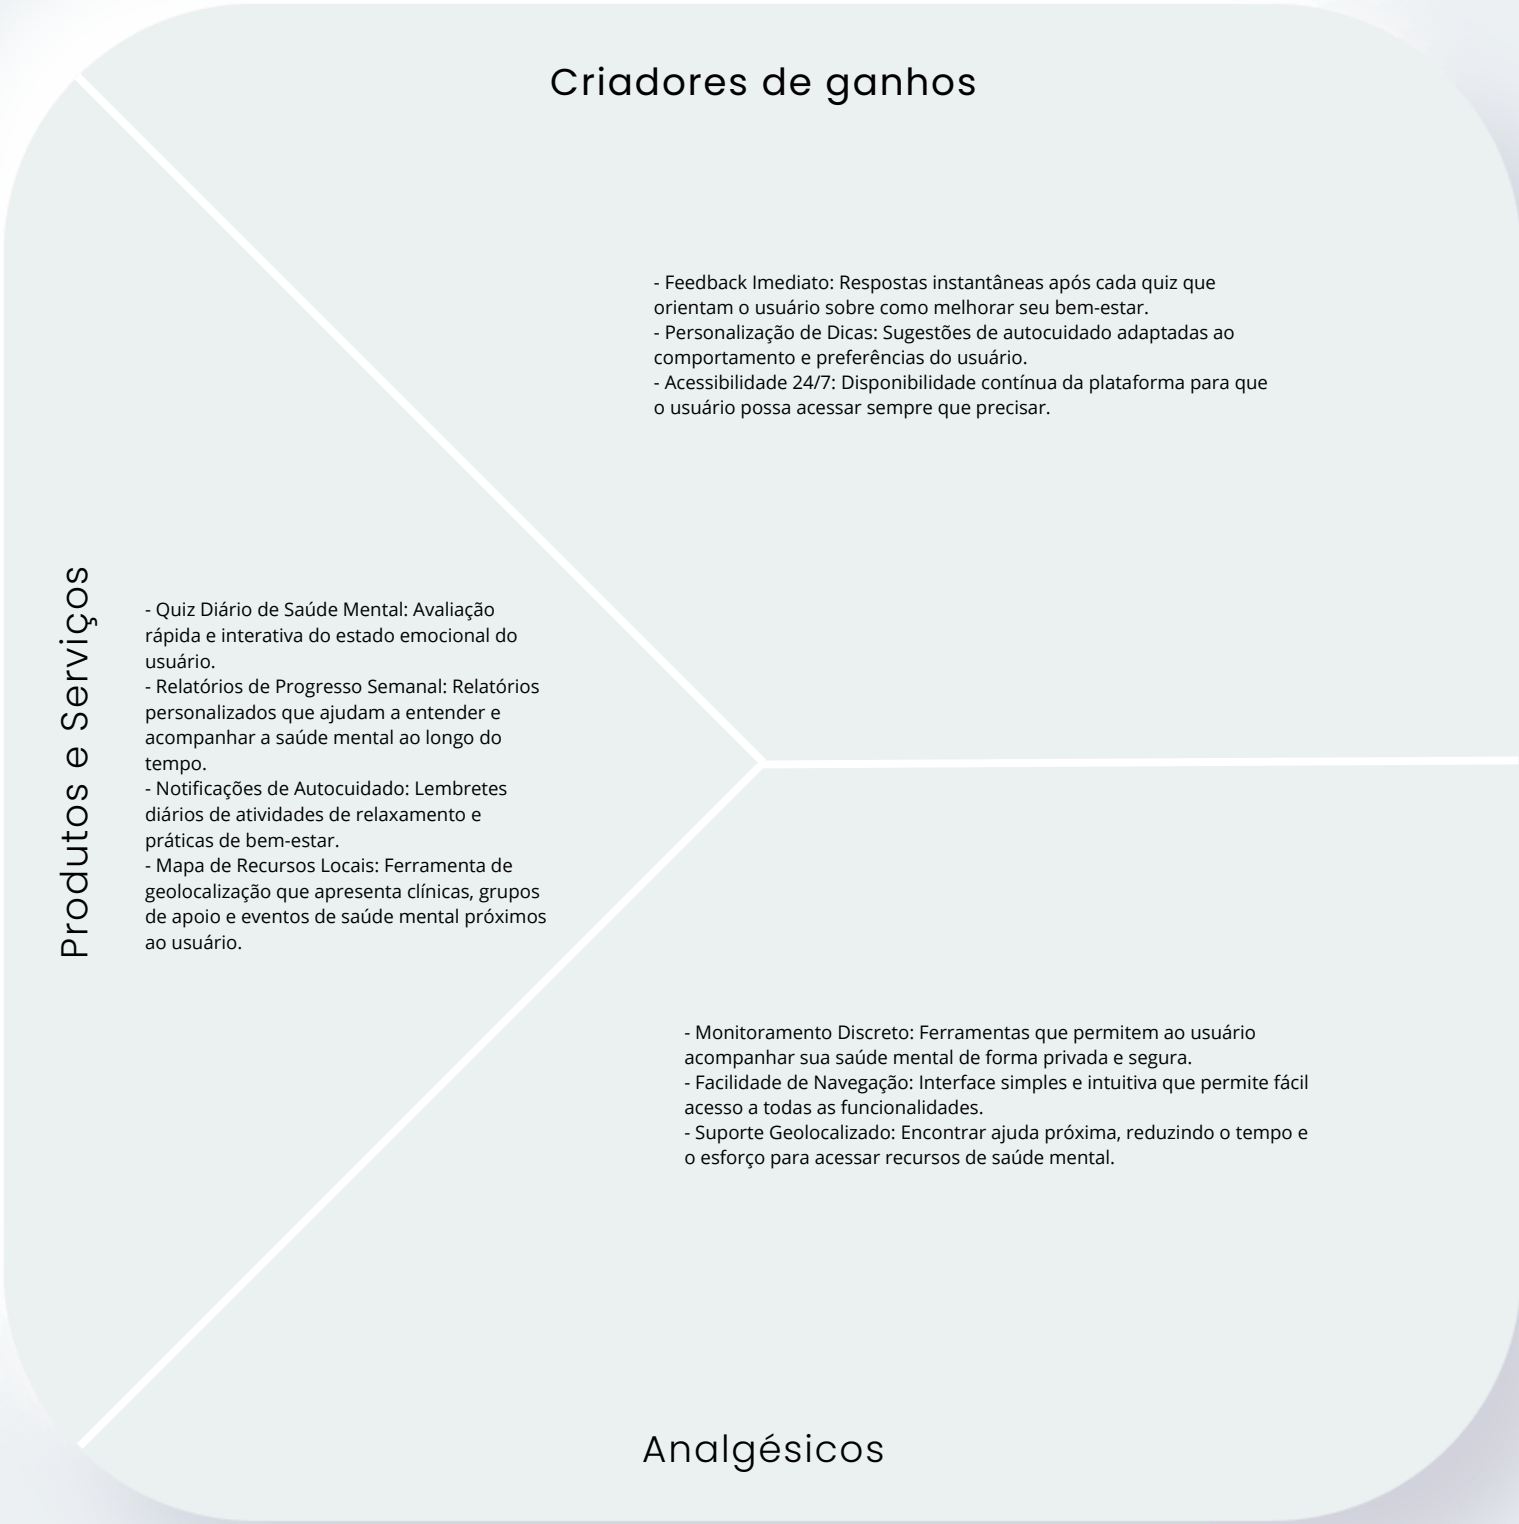 Criadores de ganhos
- Feedback Imediato: Respostas instantâneas após cada quiz que
orientam o usuário sobre como melhorar seu bem-estar.
- Personalização de Dicas: Sugestões de autocuidado adaptadas ao
comportamento e preferências do usuário.
- Acessibilidade 24/7: Disponibilidade contínua da plataforma para que
o usuário possa acessar sempre que precisar.
Produtos e Serviços
- Quiz Diário de Saúde Mental: Avaliação
rápida e interativa do estado emocional do
usuário.
- Relatórios de Progresso Semanal: Relatórios
personalizados que ajudam a entender e
acompanhar a saúde mental ao longo do
tempo.
- Notificações de Autocuidado: Lembretes
diários de atividades de relaxamento e
práticas de bem-estar.
- Mapa de Recursos Locais: Ferramenta de
geolocalização que apresenta clínicas, grupos
de apoio e eventos de saúde mental próximos
ao usuário.
- Monitoramento Discreto: Ferramentas que permitem ao usuário
acompanhar sua saúde mental de forma privada e segura.
- Facilidade de Navegação: Interface simples e intuitiva que permite fácil
acesso a todas as funcionalidades.
- Suporte Geolocalizado: Encontrar ajuda próxima, reduzindo o tempo e
o esforço para acessar recursos de saúde mental.
Analgésicos